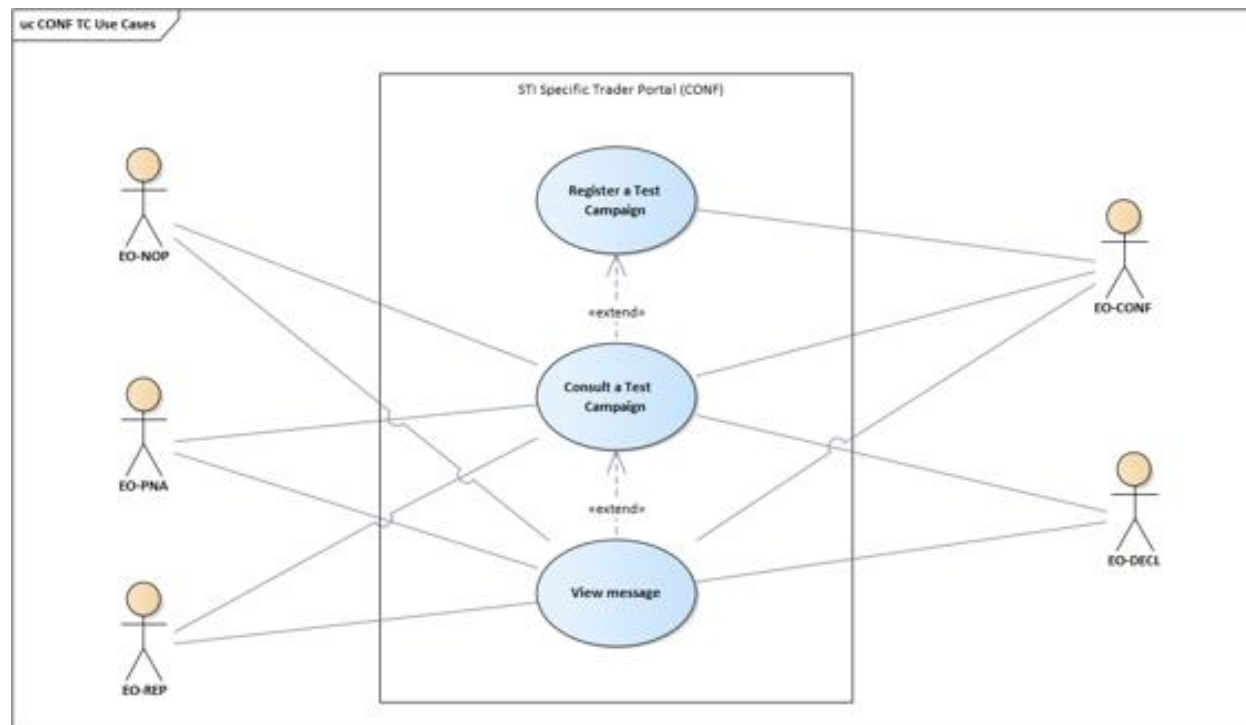 uc CONF TC Use Cases
STI Specific Trader Portal (CONF)
Register a Test
Campaign
EO-NOP
EO-CONF
«extend»
Consult a Test
Campaign
EO-PNA
«extend»
EO-DECL
View message
EO-REP